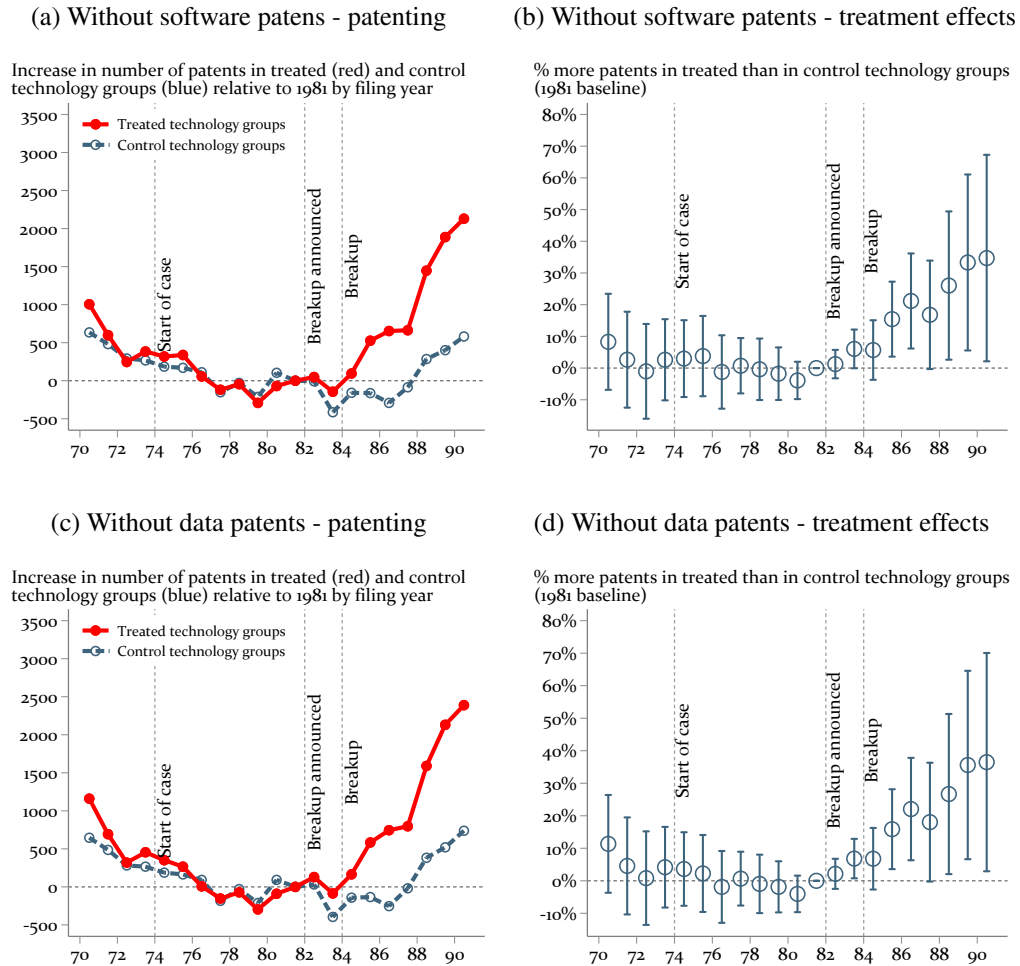 (a) Without software patens - patenting
Increase in number of patents in treated (red) and control
technology groups (blue) relative to 1981 by filing year
3500
3000
2500
2000
1500
1000
500
0
-500
Treated technology groups
Control technology groups
Start of case
Breakup announced
Breakup
70 72 74 76 78 80 82 84 86 88 90
(b) Without software patents - treatment effects
% more patents in treated than in control technology groups
(1981 baseline)
80%
70%
60%
50%
40%
30%
20%
10%
0%
-10%
Start of case
Breakup announced
Breakup
70 72 74 76 78 80 82 84 86 88 90
(c) Without data patents - patenting
Increase in number of patents in treated (red) and control
technology groups (blue) relative to 1981 by filing year
3500
3000
2500
2000
1500
1000
500
0
-500
Treated technology groups
Control technology groups
Start of case
Breakup announced
Breakup
70 72 74 76 78 80 82 84 86 88 90
(d) Without data patents - treatment effects
% more patents in treated than in control technology groups
(1981 baseline)
80%
70%
60%
50%
40%
30%
20%
10%
0%
-10%
Start of case
Breakup announced
Breakup
70 72 74 76 78 80 82 84 86 88 90